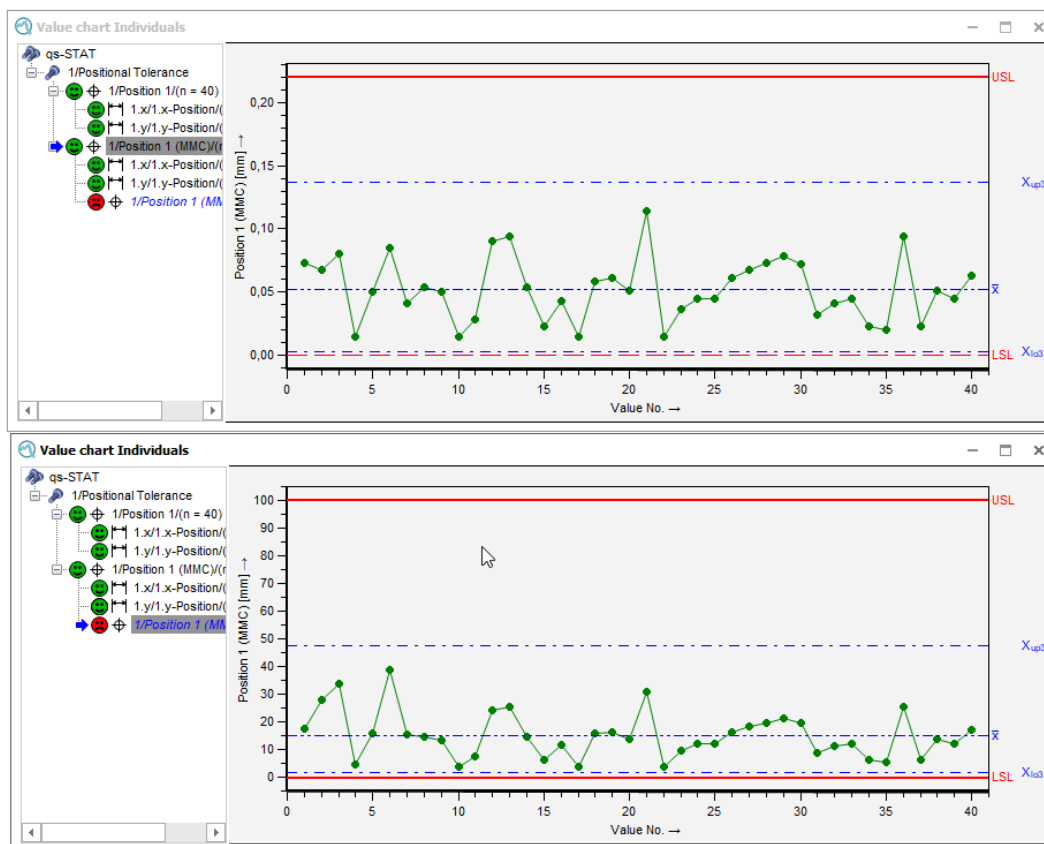 Value chart Individuals
qs-STAT
1/Positional Tolerance
1/Position 1/(n = 40)
1.x/1.x-Position/(
1.y/1.y-Position/(
1/Position 1 (MMC)/(n
1.x/1.x-Position/(
1.y/1.y-Position/(
1/Position 1 (MM
Position 1 (MMC) [mm] →
0,20
0,15
0,10
0,05
0,00
USL
Xup3
x̅
LSL Xlo3
0 5 10 15 20 25 30 35 40
Value No. →
Value chart Individuals
qs-STAT
1/Positional Tolerance
1/Position 1/(n = 40)
1.x/1.x-Position/(
1.y/1.y-Position/(
1/Position 1 (MMC)/(n
1.x/1.x-Position/(
1.y/1.y-Position/(
1/Position 1 (MM
Position 1 (MMC) [mm] →
100
90
80
70
60
50
40
30
20
10
0
USL
Xup3
x̅
LSL Xlo3
0 5 10 15 20 25 30 35 40
Value No. →